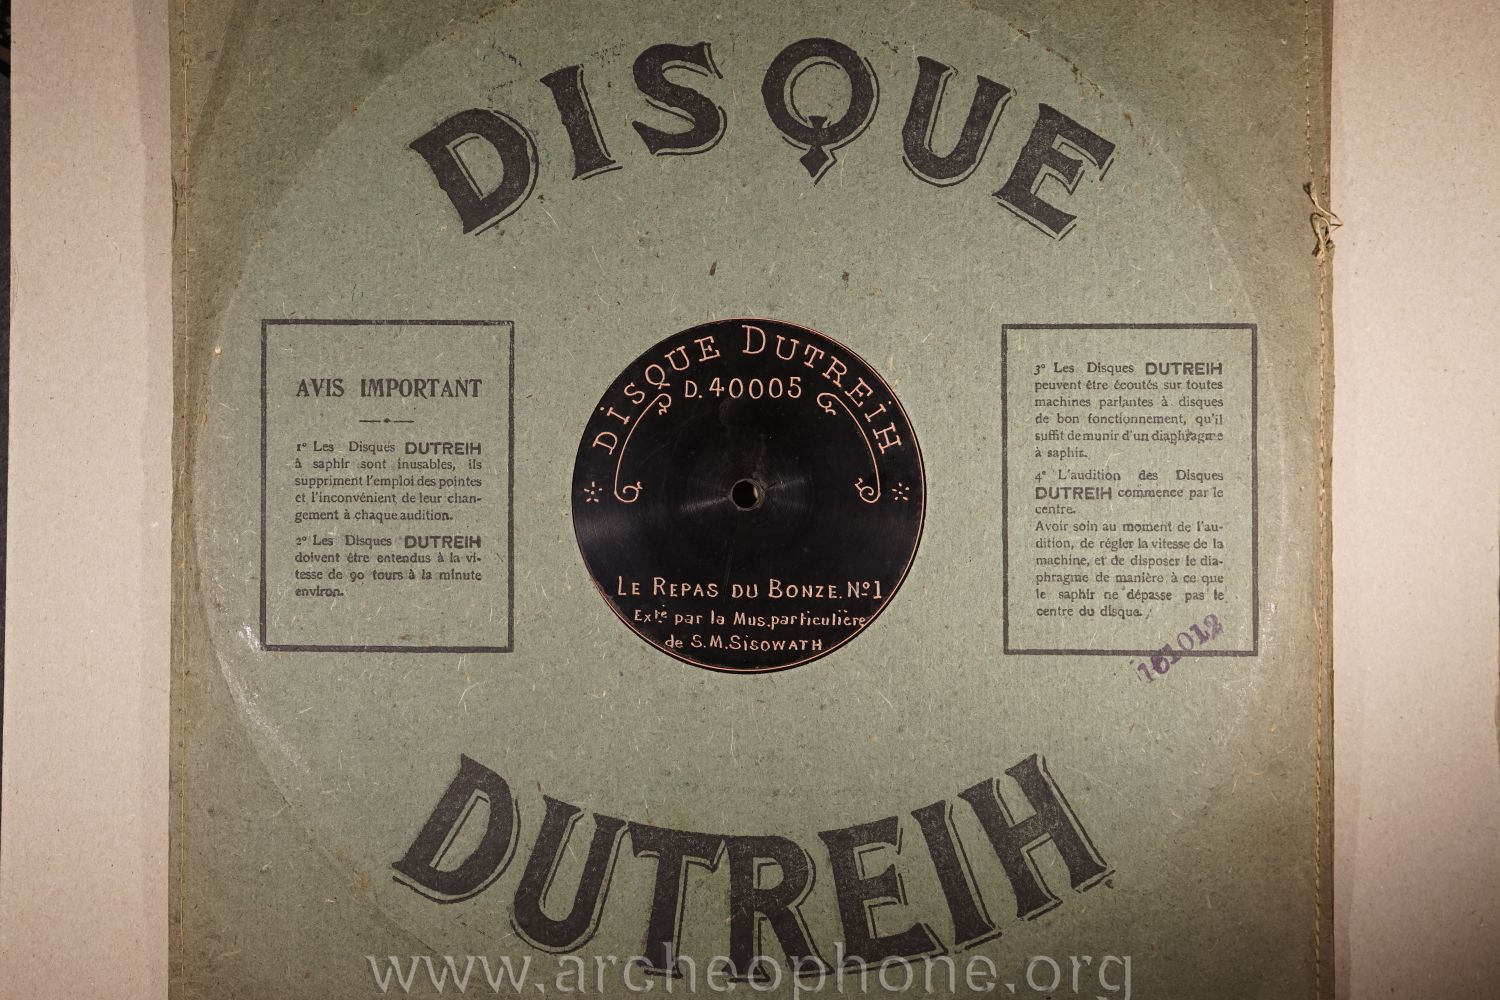 DISQUE
DUTREIH
AVIS IMPORTANT
1° Les Disques DUTREIH
à saphir sont inusables, ils
suppriment l'emploi des pointes
et l'inconvénient de leur chan-
gement à chaque audition.
2° Les Disques DUTREIH
doivent être entendus à la vi-
tesse de 90 tours à la minute
environ.
DISQUE DUTREIH
D.40005
LE REPAS DU BONZE. Nº1
Exté par la Mus.particulière
de S.M.SISOWATH
3° Les Disques DUTREIH
peuvent être écoutés sur toutes
machines parlantes à disques
de bon fonctionnement, qu'il
suffit de munir d'un diaphragme
à saphir.
4° L'audition des Disques
DUTREIH commence par le
centre.
Avoir soin au moment de l'au-
dition, de régler la vitesse de la
machine, et de disposer le dia-
phragme de manière à ce que
le saphir ne dépasse pas le
centre du disque.
161012
www.archeophone.org